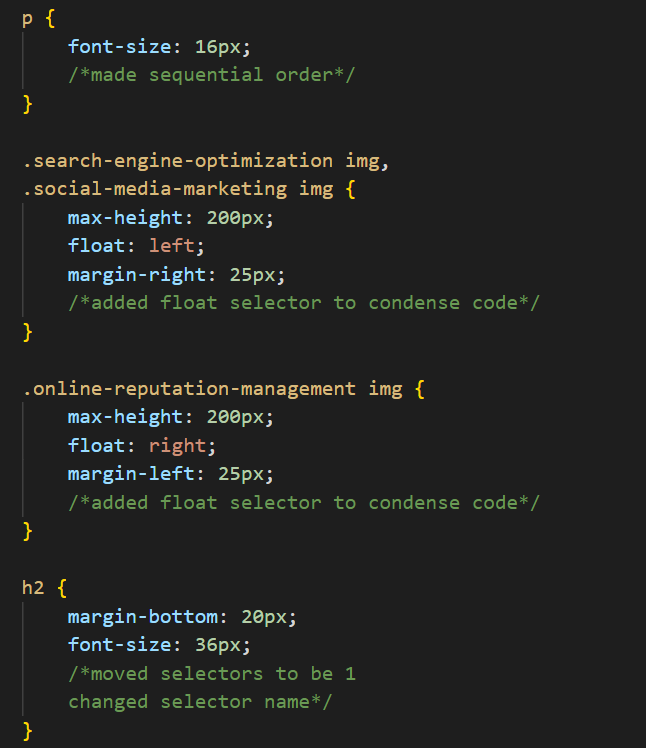 p {
    font-size: 16px;
    /*made sequential order*/
}

.search-engine-optimization img,
.social-media-marketing img {
    max-height: 200px;
    float: left;
    margin-right: 25px;
    /*added float selector to condense code*/
}

.online-reputation-management img {
    max-height: 200px;
    float: right;
    margin-left: 25px;
    /*added float selector to condense code*/
}

h2 {
    margin-bottom: 20px;
    font-size: 36px;
    /*moved selectors to be 1
    changed selector name*/
}